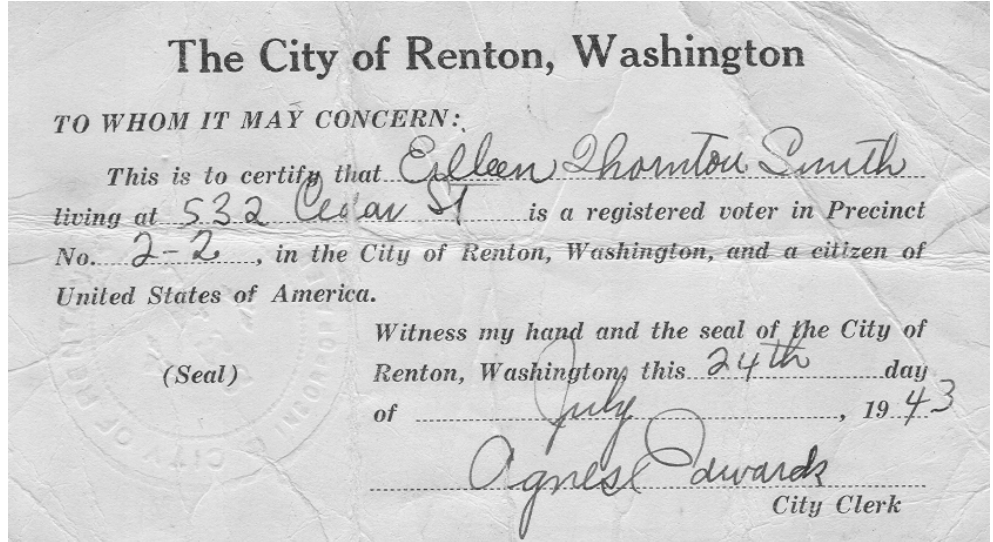 The City of Renton, Washington
TO WHOM IT MAY CONCERN:
This is to certify that Eileen Thornton Smith
living at 532 Cedar St is a registered voter in Precinct
No. 2-2, in the City of Renton, Washington, and a citizen of
United States of America.
Witness my hand and the seal of the City of
(Seal) Renton, Washington, this 24th day
of July, 1943
Agnes Edwards
City Clerk
CITY OF RENTON